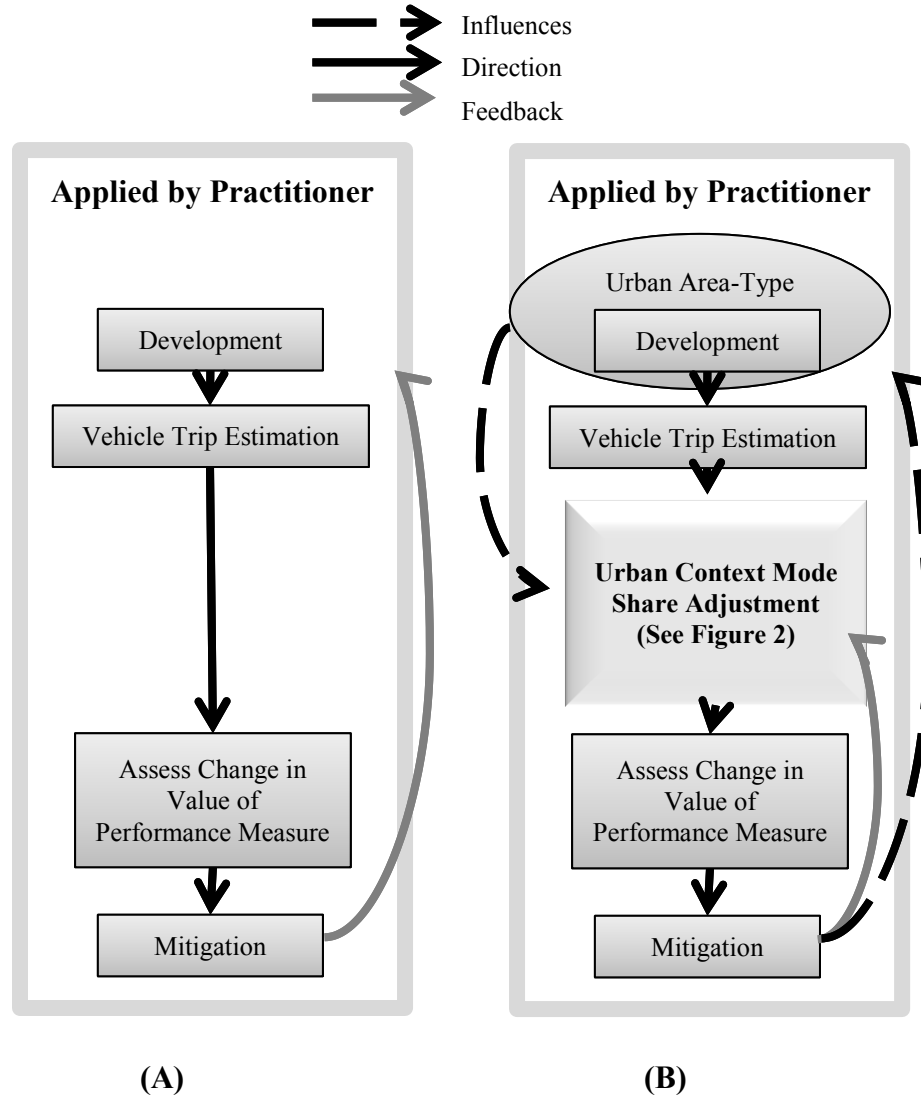 Influences
Direction
Feedback
Applied by Practitioner
Development
Vehicle Trip Estimation
Assess Change in
Value of
Performance Measure
Mitigation
(A)
Applied by Practitioner
Urban Area-Type
Development
Vehicle Trip Estimation
Urban Context Mode
Share Adjustment
(See Figure 2)
Assess Change in
Value of
Performance Measure
Mitigation
(B)